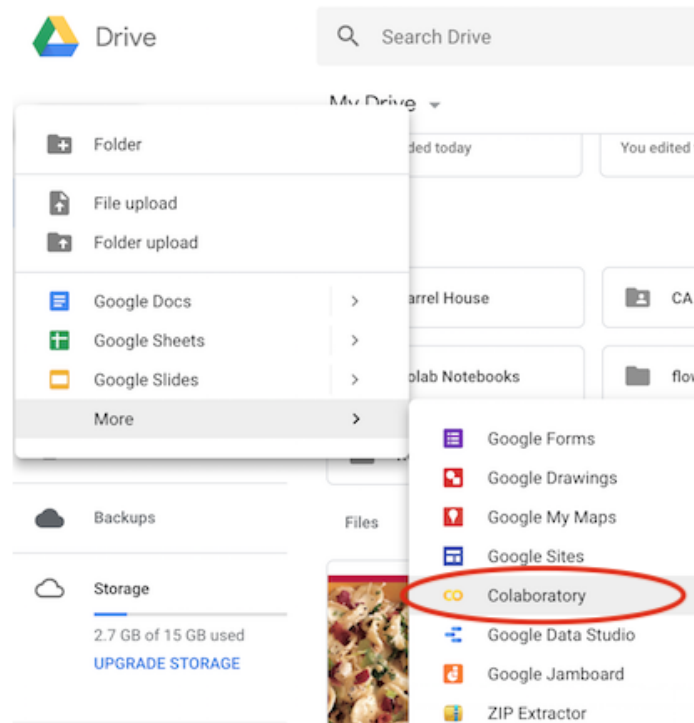 Drive
Search Drive
My Drive
Folder
ded today
You edited
File upload
Folder upload
Google Docs
arrel House
CA
Google Sheets
Google Slides
olab Notebooks
flo
More
Google Forms
Google Drawings
Backups
Files
Google My Maps
Google Sites
Storage
CO Colaboratory
2.7 GB of 15 GB used
Google Data Studio
UPGRADE STORAGE
Google Jamboard
ZIP Extractor